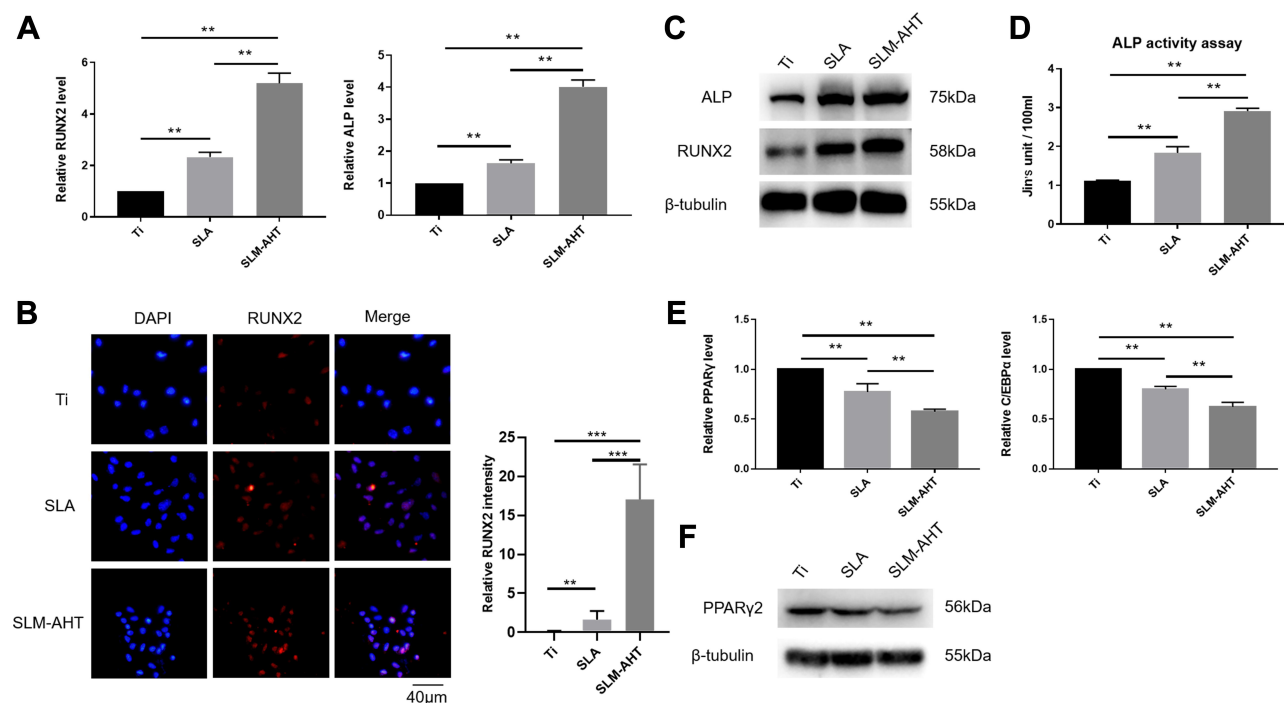 A
Relative RUNX2 level
6
4
2
0
**
**
**
Ti
SLA
SLM-AHT
Relative ALP level
5
4
3
2
1
0
**
**
**
Ti
SLA
SLM-AHT
B
DAPI RUNX2 Merge
Ti
SLA
SLM-AHT
40μm
Relative RUNX2 intensity
25
20
15
10
5
0
***
***
**
Ti
SLA
SLM-AHT
C
Ti SLA SLM-AHT
ALP 75kDa
RUNX2 58kDa
β-tubulin 55kDa
D
ALP activity assay
Jin's unit / 100ml
4
3
2
1
0
**
**
**
Ti
SLA
SLM-AHT
E
Relative PPARγ level
1.5
1.0
0.5
0.0
**
**
**
Ti
SLA
SLM-AHT
Relative C/EBPα level
1.5
1.0
0.5
0.0
**
**
**
Ti
SLA
SLM-AHT
F
Ti SLA SLM-AHT
PPARγ2 56kDa
β-tubulin 55kDa